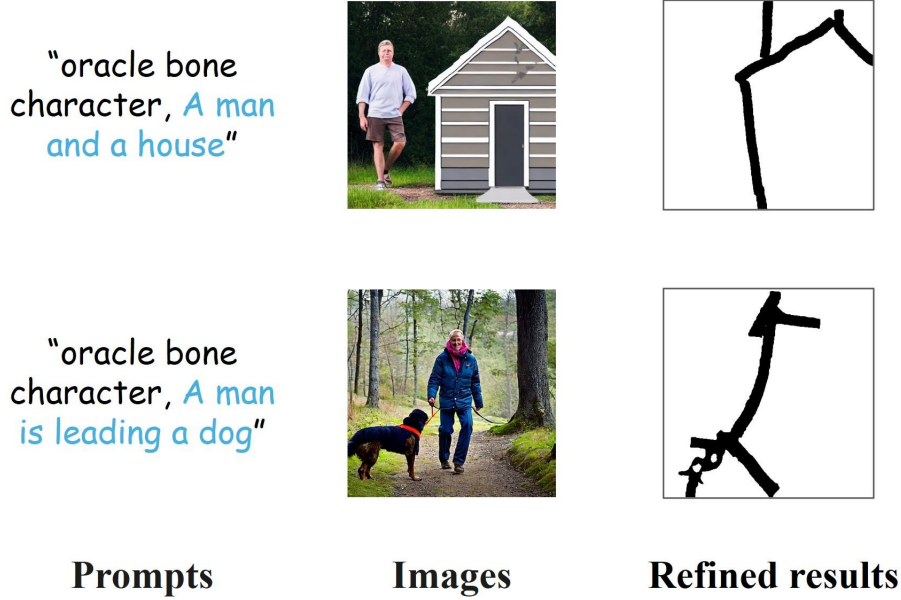 “oracle bone
character, A man
and a house”
“oracle bone
character, A man
is leading a dog”
Prompts
Images
Refined results